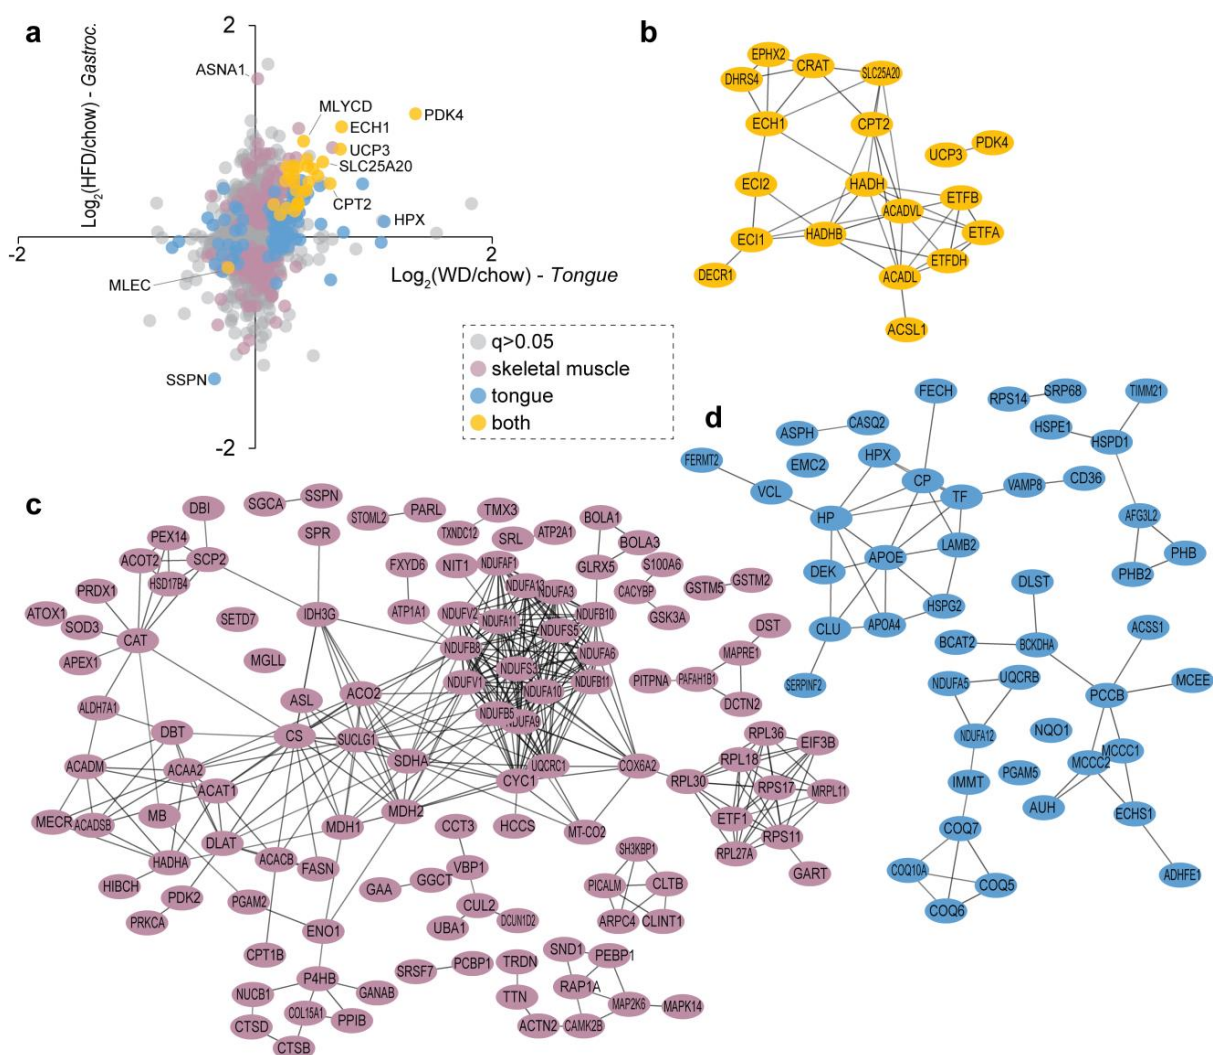 a
2
Log2(HFD/chow) - Gastroc.
ASNA1
MLYCD
PDK4
ECH1
UCP3
SLC25A20
CPT2
HPX
-2
2
Log2(WD/chow) - Tongue
MLEC
SSPN
-2
q>0.05
skeletal muscle
tongue
both
b
EPHX2
CRAT
SLC25A20
DHRS4
ECH1
CPT2
PDK4
UCP3
ECI2
HADH
ETFB
ACADVL
ETFA
ECI1
HADHB
ETFDH
DECR1
ACADL
ACSL1
c
DBI
SGCA
SSPN
STOML2
PARL
TXNDC12
TMX3
SRL
ATP2A1
BOLA1
BOLA3
PEX14
ACOT2
SCP2
HSD17B4
SPR
FXYD6
NIT1
NDUFAF1
GLRX5
S100A6
CACYBP
GSK3A
GSTM5
GSTM2
PRDX1
ATOX1
SOD3
CAT
APEX1
SETD7
IDH3G
ATP1A1
NDUFA13
NDUFA3
NDUFV2
NDUFA11
NDUFS5
NDUFB10
NDUFB8
NDUFS3
NDUFA6
NDUFV1
NDUFA10
NDUFB11
NDUFB5
NDUFA9
DST
MAPRE1
PITPNA
PAFAH1B1
DCTN2
MGLL
ASL
ACO2
ALDH7A1
DBT
CS
SUCLG1
SDHA
UQCRC1
CYC1
COX6A2
RPL36
EIF3B
RPL18
RPL30
RPS17
MRPL11
ETF1
RPS11
RPL27A
GART
ACADM
ACAA2
ACAT1
MECR
ACADSB
MB
MDH1
MDH2
HCCS
MT-CO2
DLAT
HADHA
ACACB
FASN
CCT3
VBP1
GGCT
GAA
SH3KBP1
PICALM
CLTB
ARPC4
CLINT1
HIBCH
PDK2
PRKCA
PGAM2
CUL2
UBA1
DCUN1D2
ENO1
CPT1B
P4HB
NUCB1
GANAB
COL15A1
PPIB
CTSD
CTSB
SRSF7
PCBP1
TRDN
TTN
ACTN2
SND1
PEBP1
RAP1A
MAP2K6
MAPK14
CAMK2B
d
FECH
RPS14
SRP68
TIMM21
ASPH
CASQ2
HSPE1
HSPD1
FERMT2
EMC2
HPX
CP
VCL
TF
VAMP8
CD36
HP
AFG3L2
LAMB2
PHB
PHB2
DEK
APOE
DLST
HSPG2
CLU
APOA4
BCAT2
BCKDHA
ACSS1
SERPINF2
NDUFA5
UQCRB
PCCB
MCEE
NDUFA12
NQO1
MCCC1
MCCC2
IMMT
PGAM5
AUH
ECHS1
COQ7
COQ10A
COQ5
COQ6
ADHFE1